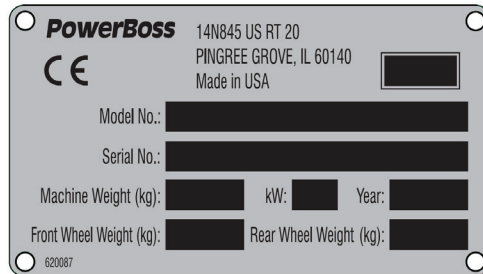 PowerBoss
14N845 US RT 20
PINGREE GROVE, IL 60140
Made in USA
CE
Model No.:
Serial No.:
Machine Weight (kg): kW: Year:
Front Wheel Weight (kg): Rear Wheel Weight (kg):
620087